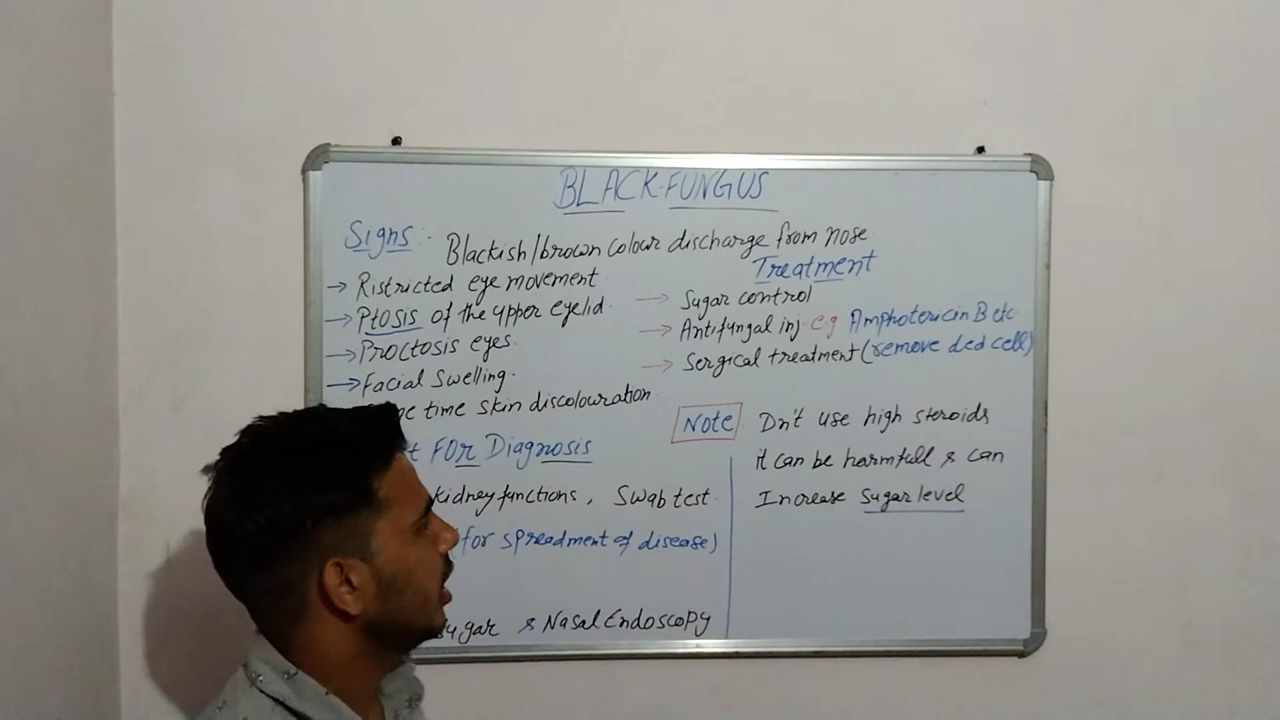 BLACK-FUNGUS
Signs:- Blackish/brown colour discharge from nose
→ Ristricted eye movement
→ Ptosis of the upper eyelid.
→ Proctosis eyes.
→ Facial swelling.
time skin discolouration
FOR Diagnosis
kidney functions, Swab test
(for spreadment of disease)
sugar & Nasal Endoscopy
Treatment
→ Sugar control
→ Antifungal inj e.g Amphotericin B etc
→ Sergical treatment (remove ded cell)
Note Dn't use high steroids
it can be harmfull & can
Increase Sugar level